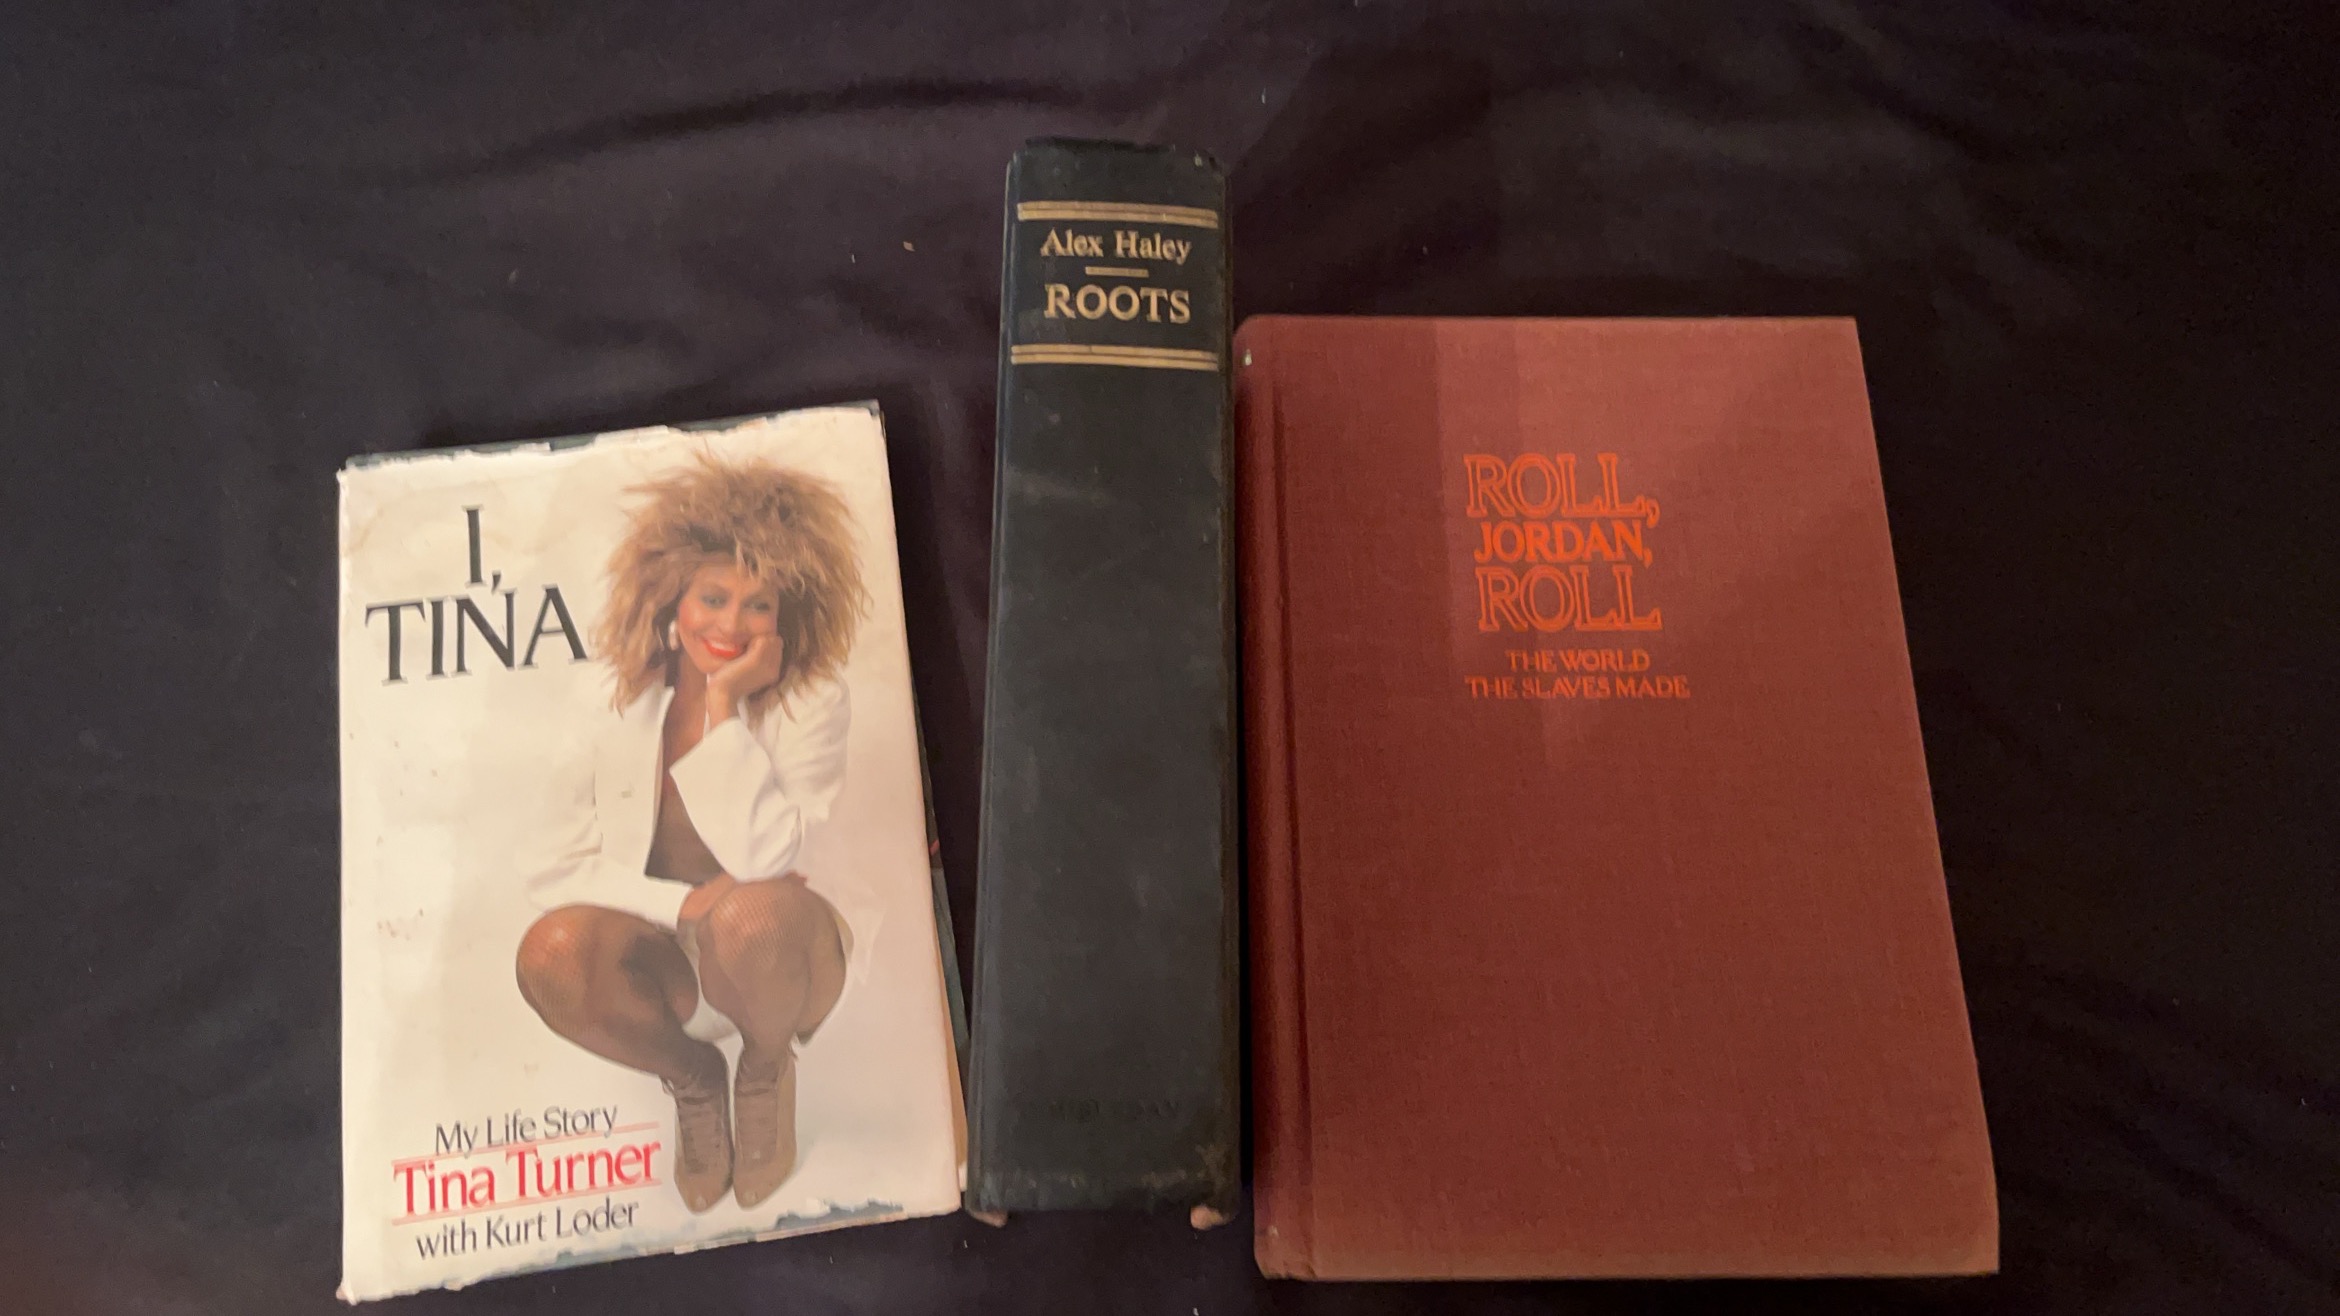 I,
TINA
My Life Story
Tina Turner
with Kurt Loder
Alex Haley
ROOTS
ROLL,
JORDAN,
ROLL
THE WORLD
THE SLAVES MADE